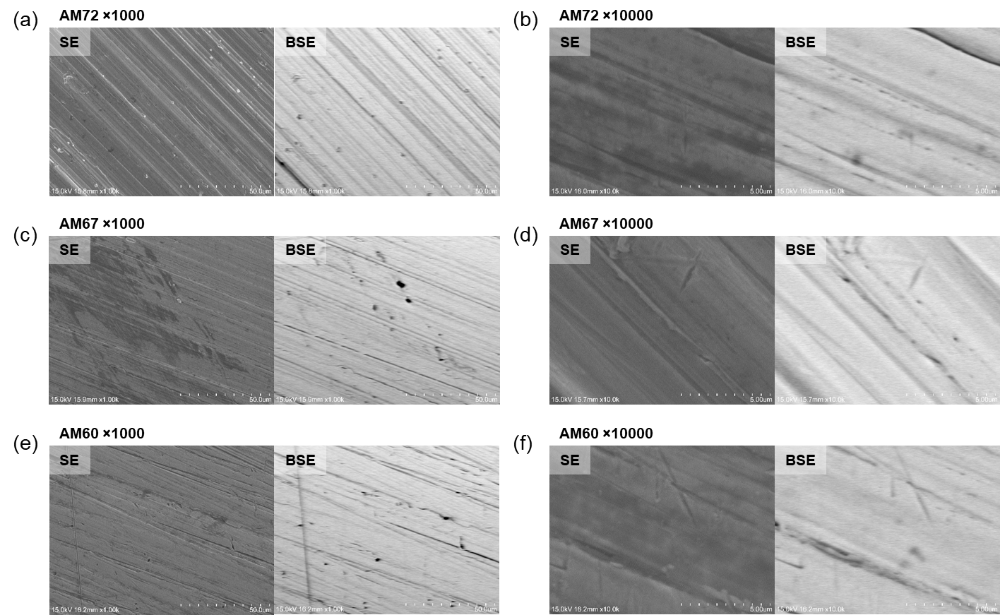 (a) AM72 ×1000
SE
BSE
15.0kV 15.8mm x1.00k 50.0um
15.0kV 15.8mm x1.00k 50.0um
(b) AM72 ×10000
SE
BSE
15.0kV 16.0mm x10.0k 5.00um
15.0kV 16.0mm x10.0k 5.00um
(c) AM67 ×1000
SE
BSE
15.0kV 15.9mm x1.00k 50.0um
15.0kV 15.9mm x1.00k 50.0um
(d) AM67 ×10000
SE
BSE
15.0kV 15.7mm x10.0k 5.00um
15.0kV 15.7mm x10.0k 5.00um
(e) AM60 ×1000
SE
BSE
15.0kV 16.2mm x1.00k 50.0um
15.0kV 16.2mm x1.00k 50.0um
(f) AM60 ×10000
SE
BSE
15.0kV 16.2mm x10.0k 5.00um
15.0kV 16.2mm x10.0k 5.00um